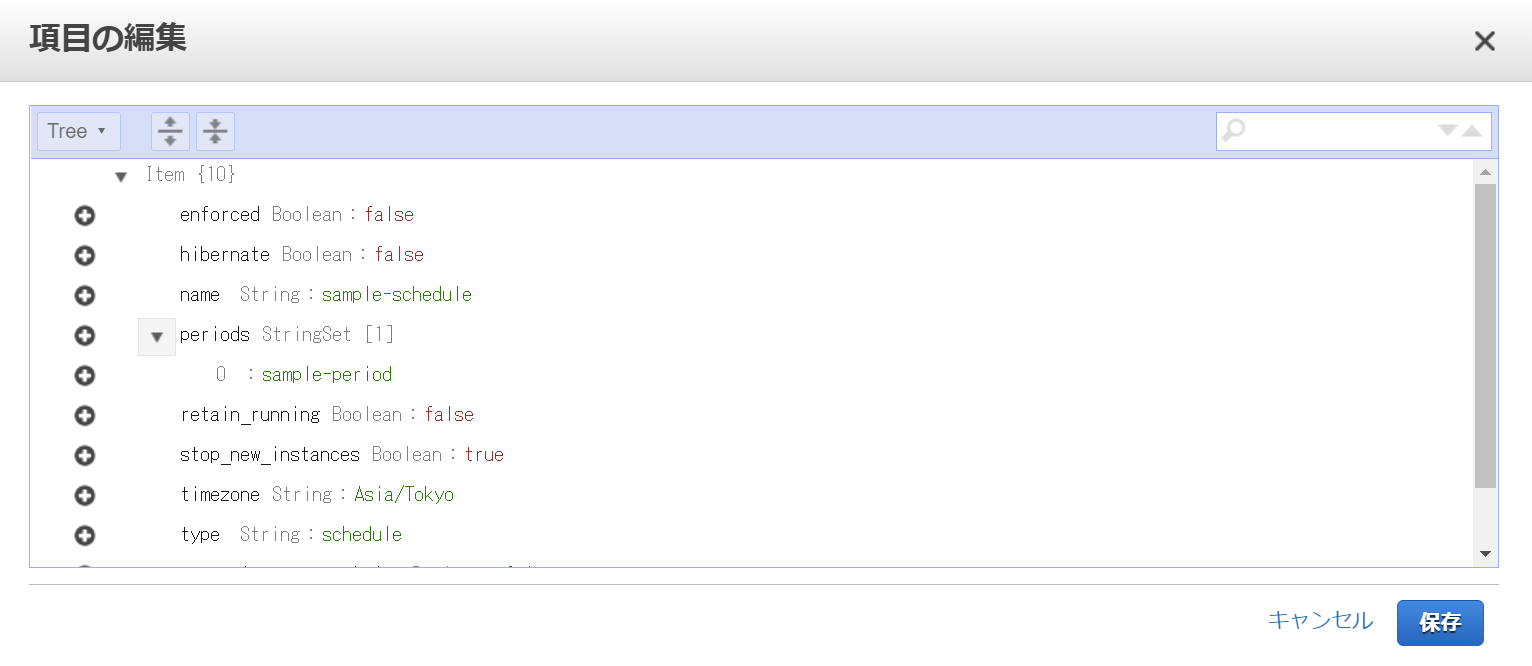 項目の編集
Tree
Item {10}
enforced Boolean : false
hibernate Boolean : false
name String : sample-schedule
periods StringSet [1]
0 : sample-period
retain_running Boolean : false
stop_new_instances Boolean : true
timezone String : Asia/Tokyo
type String : schedule
キャンセル 保存